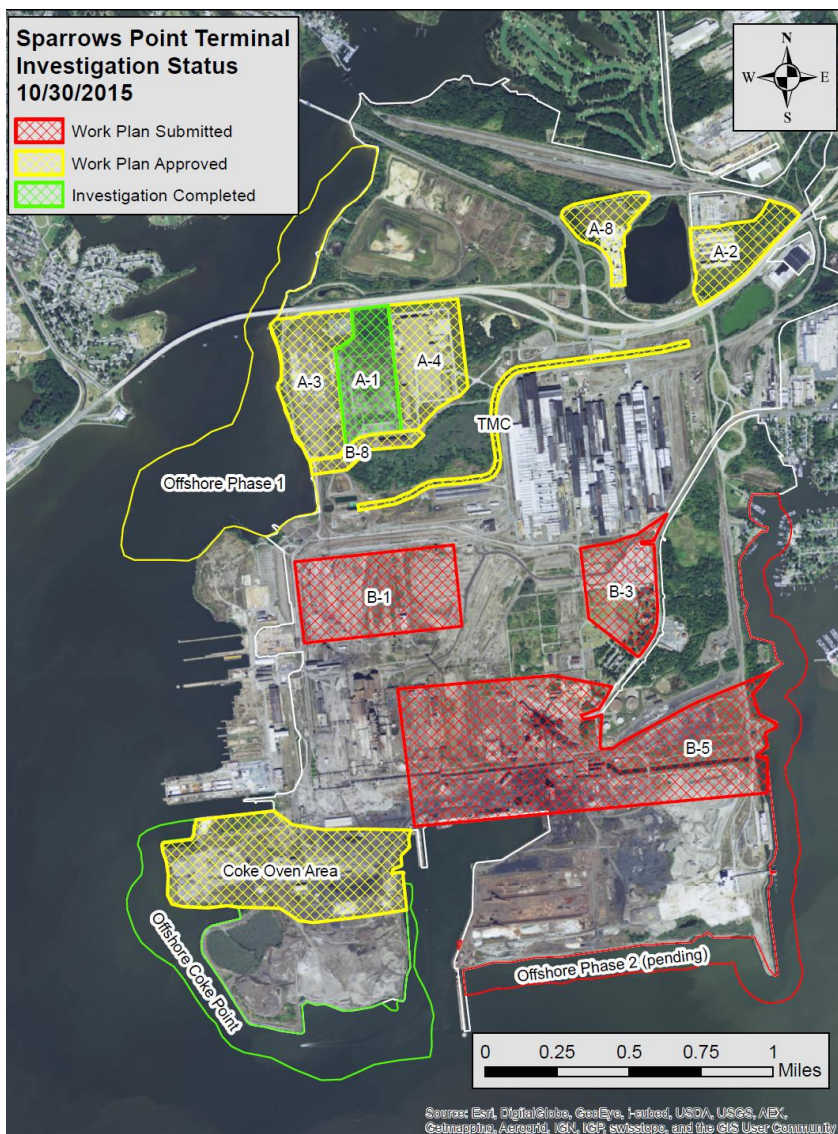 Sparrows Point Terminal
Investigation Status
10/30/2015
Work Plan Submitted
Work Plan Approved
Investigation Completed
N
W
E
S
A-8
A-2
A-3
A-1
A-4
TMC
B-8
Offshore Phase 1
B-1
B-3
B-5
Coke Oven Area
Offshore Coke Point
Offshore Phase 2 (pending)
0 0.25 0.5 0.75 1
Miles
Source: Esri, DigitalGlobe, GeoEye, i-cubed, USDA, USGS, AEX,
Getmapping, Aerogrid, IGN, IGP, swisstopo, and the GIS User Community